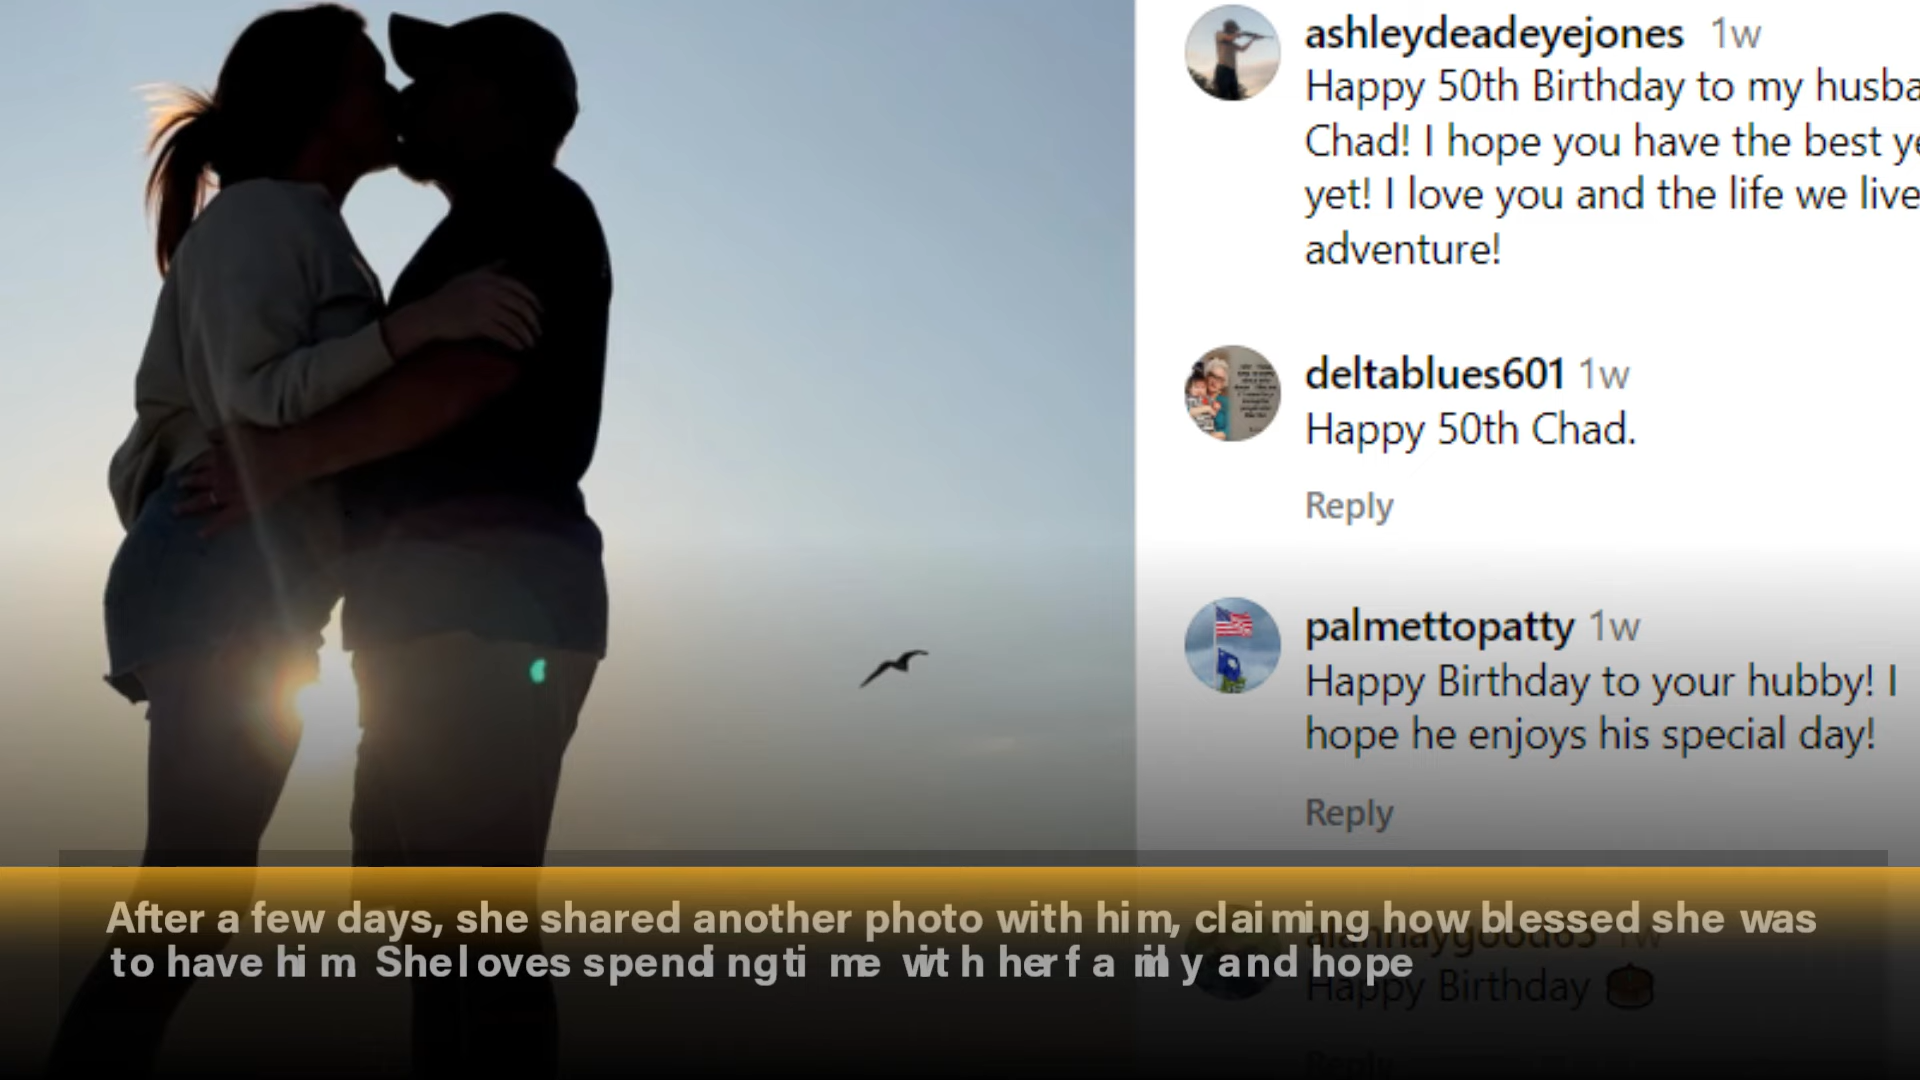 ashleydeadeyejones 1w
Happy 50th Birthday to my husba
Chad! I hope you have the best ye
yet! I love you and the life we live
adventure!
deltablues601 1w
Happy 50th Chad.
Reply
palmettopatty 1w
Happy Birthday to your hubby! I
hope he enjoys his special day!
Reply
After a few days, she shared another photo with him, claiming how blessed she was
to have him. She loves spending time with her family and hope
alanhaygood65 1w
Happy Birthday
Reply